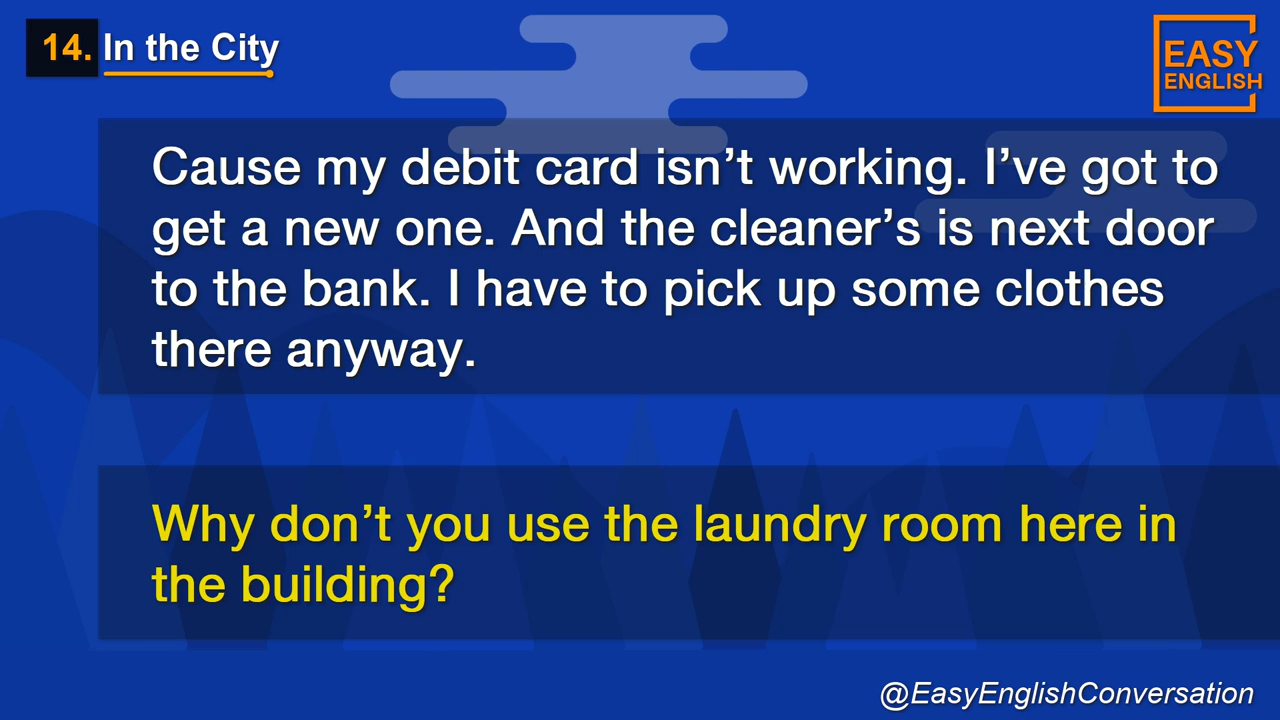 14. In the City
EASY
ENGLISH
Cause my debit card isn’t working. I’ve got to
get a new one. And the cleaner’s is next door
to the bank. I have to pick up some clothes
there anyway.
Why don’t you use the laundry room here in
the building?
@EasyEnglishConversation